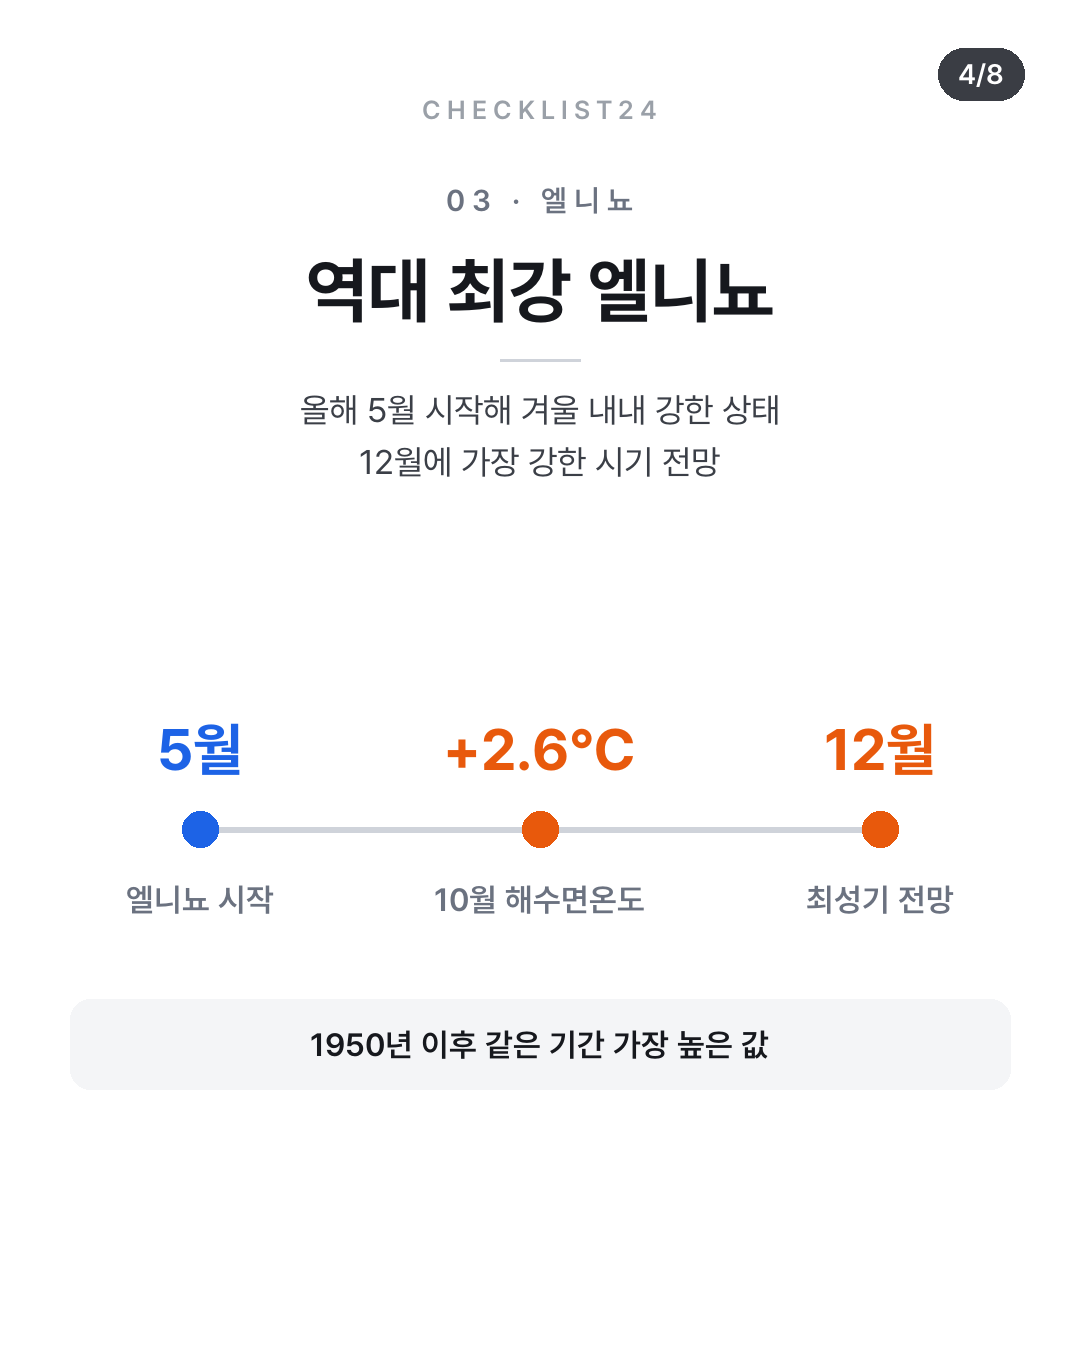 4/8
CHECKLIST24
03 · 엘니뇨
역대 최강 엘니뇨
올해 5월 시작해 겨울 내내 강한 상태
12월에 가장 강한 시기 전망
5월 +2.6°C 12월
엘니뇨 시작 10월 해수면온도 최성기 전망
1950년 이후 같은 기간 가장 높은 값